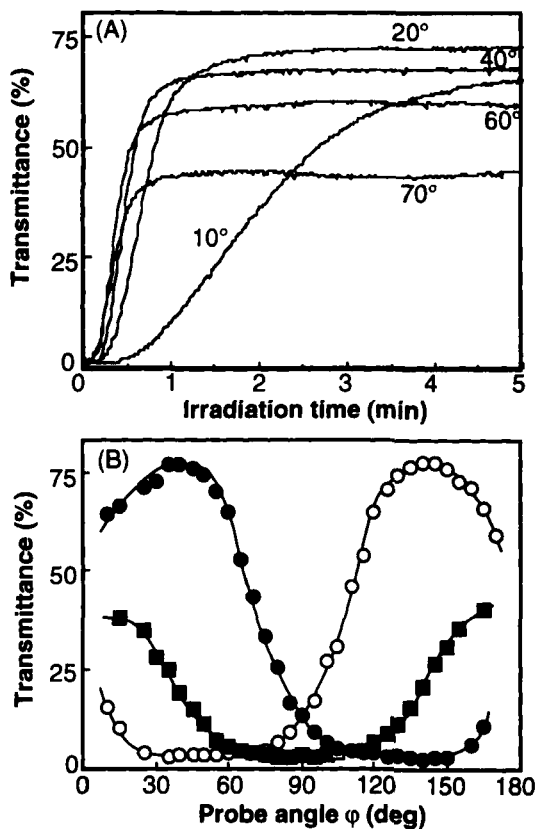 (A)
Transmittance (%)
75
50
25
0
20°
40°
60°
70°
10°
0 1 2 3 4 5
Irradiation time (min)
(B)
Transmittance (%)
75
50
25
0
0 30 60 90 120 150 180
Probe angle φ (deg)